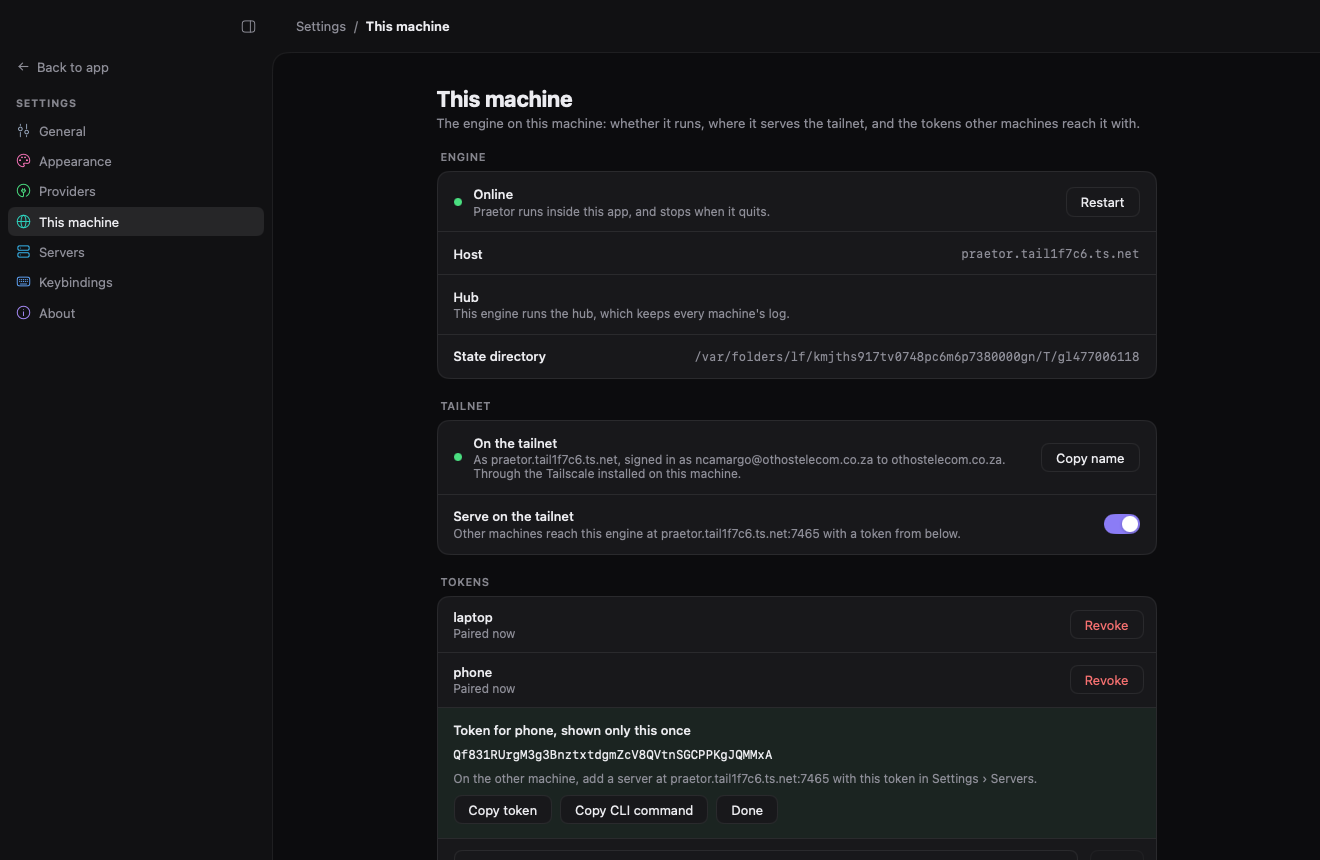 Settings / This machine
Back to app
SETTINGS
General
Appearance
Providers
This machine
Servers
Keybindings
About
This machine
The engine on this machine: whether it runs, where it serves the tailnet, and the tokens other machines reach it with.
ENGINE
Online
Praetor runs inside this app, and stops when it quits.
Restart
Host
praetor.tail1f7c6.ts.net
Hub
This engine runs the hub, which keeps every machine's log.
State directory
/var/folders/lf/kmjths917tv0748pc6m6p7380000gn/T/gl477006118
TAILNET
On the tailnet
As praetor.tail1f7c6.ts.net, signed in as ncamargo@othostelecom.co.za to othostelecom.co.za.
Through the Tailscale installed on this machine.
Copy name
Serve on the tailnet
Other machines reach this engine at praetor.tail1f7c6.ts.net:7465 with a token from below.
TOKENS
laptop
Paired now
Revoke
phone
Paired now
Revoke
Token for phone, shown only this once
Qf831RUrgM3g3BnztxtdgmZcV8QVtnSGCPPKgJQMMxA
On the other machine, add a server at praetor.tail1f7c6.ts.net:7465 with this token in Settings › Servers.
Copy token
Copy CLI command
Done